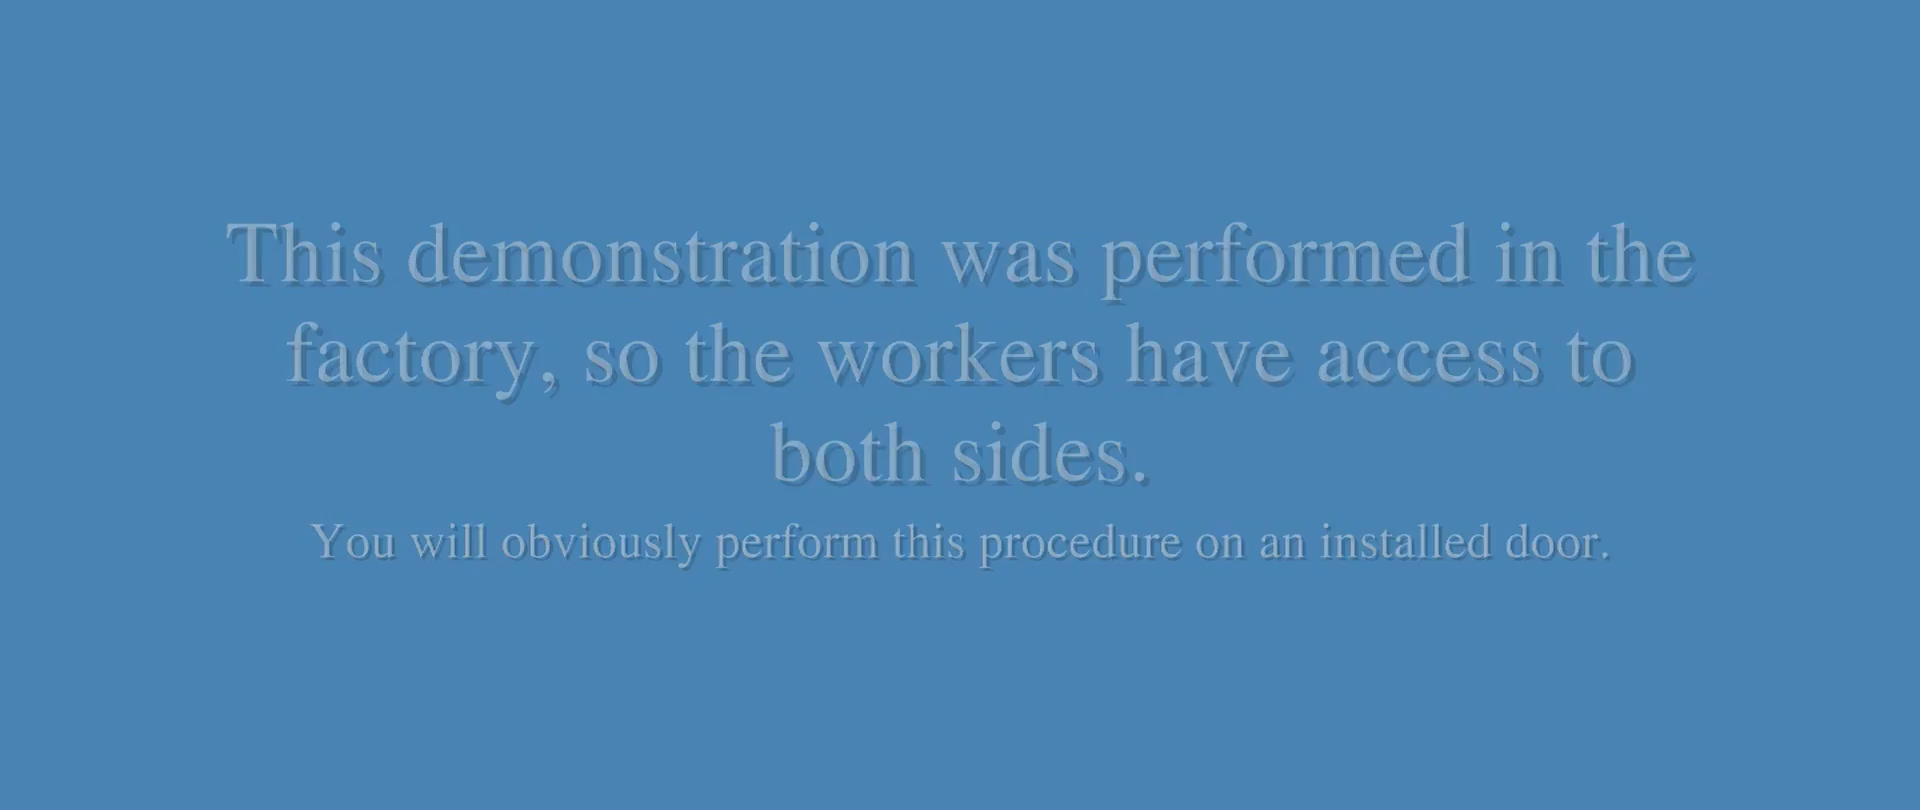 This demonstration was performed in the
factory, so the workers have access to
both sides.
You will obviously perform this procedure on an installed door.